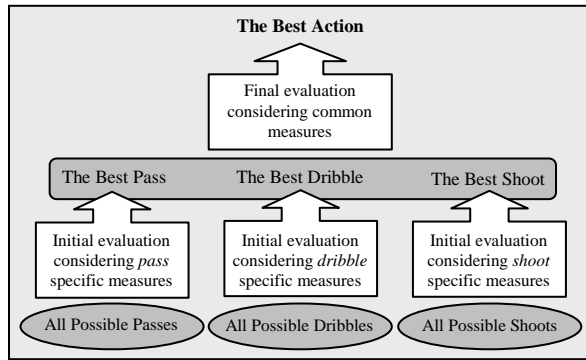 The Best Action
Final evaluation
considering common
measures
The Best Pass The Best Dribble The Best Shoot
Initial evaluation
considering pass
specific measures
Initial evaluation
considering dribble
specific measures
Initial evaluation
considering shoot
specific measures
All Possible Passes All Possible Dribbles All Possible Shoots